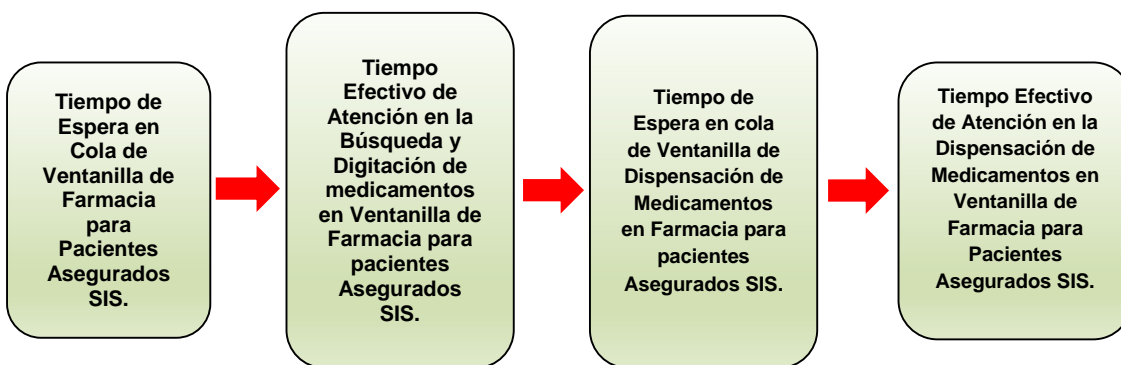 Tiempo de
Espera en
Cola de
Ventanilla de
Farmacia
para
Pacientes
Asegurados
SIS.
Tiempo
Efectivo de
Atención en la
Búsqueda y
Digitación de
medicamentos
en Ventanilla de
Farmacia para
pacientes
Asegurados
SIS.
Tiempo de
Espera en cola
de Ventanilla de
Dispensación de
Medicamentos
en Farmacia para
pacientes
Asegurados SIS.
Tiempo Efectivo
de Atención en la
Dispensación de
Medicamentos en
Ventanilla de
Farmacia para
Pacientes
Asegurados SIS.